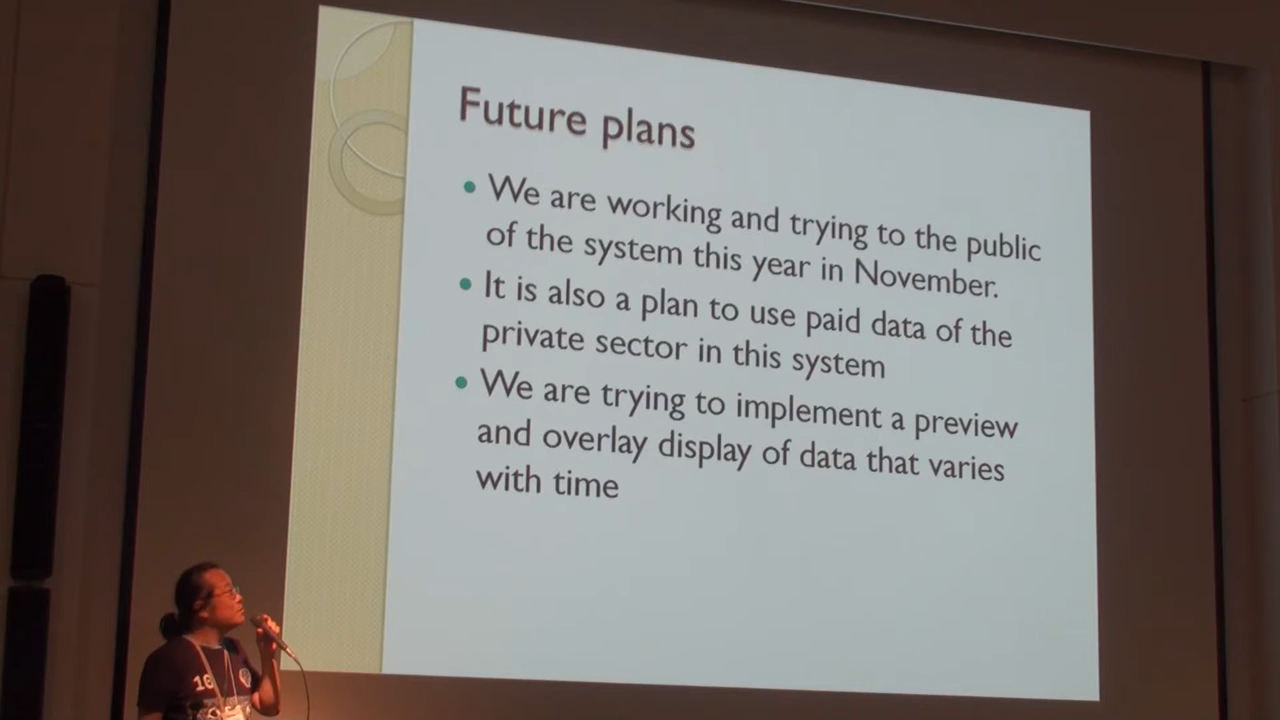 Future plans
• We are working and trying to the public
of the system this year in November.
• It is also a plan to use paid data of the
private sector in this system
• We are trying to implement a preview
and overlay display of data that varies
with time